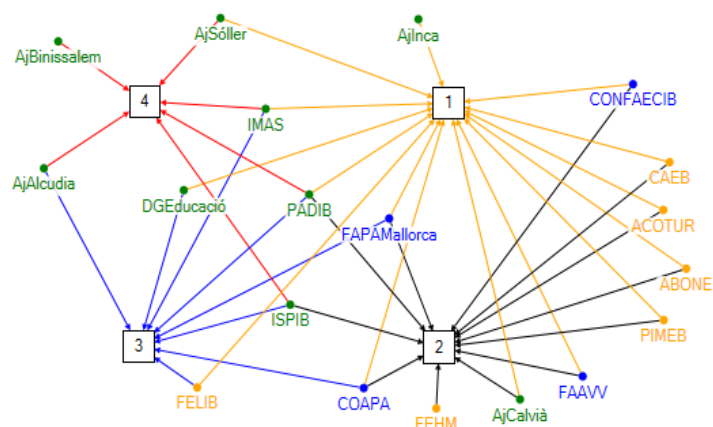 AjSóller
AjInca
AjBinissalem
4
1
CONFAECIB
IMAS
AjAlcudia
CAEB
DGEducació
PADIB
ACOTUR
FAPAMallorca
ABONE
ISPIB
3
2
PIMEB
FELIB
COAPA
FEHM
AjCalvià
FAAVV